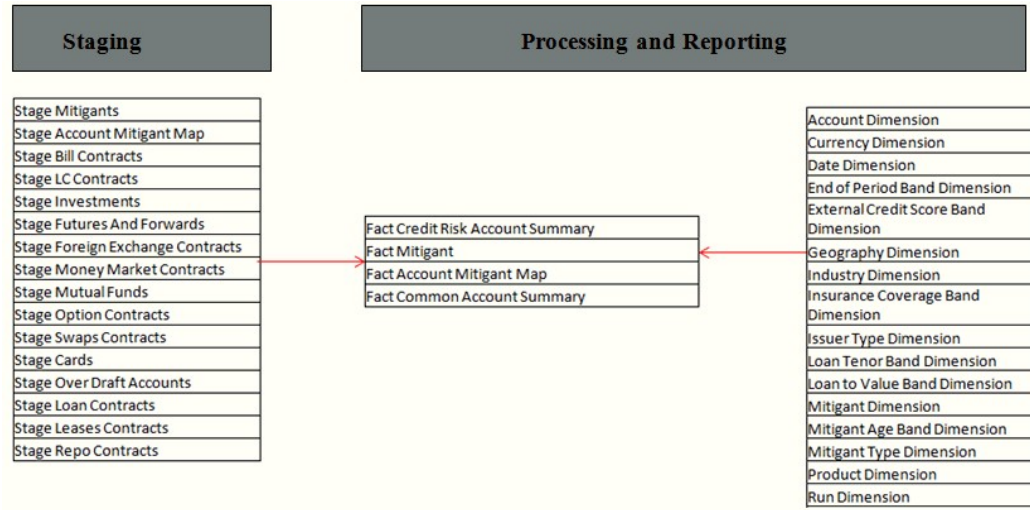 Staging
Processing and Reporting
Stage Mitigants
Stage Account Mitigant Map
Stage Bill Contracts
Stage LC Contracts
Stage Investments
Stage Futures And Forwards
Stage Foreign Exchange Contracts
Stage Money Market Contracts
Stage Mutual Funds
Stage Option Contracts
Stage Swaps Contracts
Stage Cards
Stage Over Draft Accounts
Stage Loan Contracts
Stage Leases Contracts
Stage Repo Contracts
Fact Credit Risk Account Summary
Fact Mitigant
Fact Account Mitigant Map
Fact Common Account Summary
Account Dimension
Currency Dimension
Date Dimension
End of Period Band Dimension
External Credit Score Band
Dimension
Geography Dimension
Industry Dimension
Insurance Coverage Band
Dimension
Issuer Type Dimension
Loan Tenor Band Dimension
Loan to Value Band Dimension
Mitigant Dimension
Mitigant Age Band Dimension
Mitigant Type Dimension
Product Dimension
Run Dimension